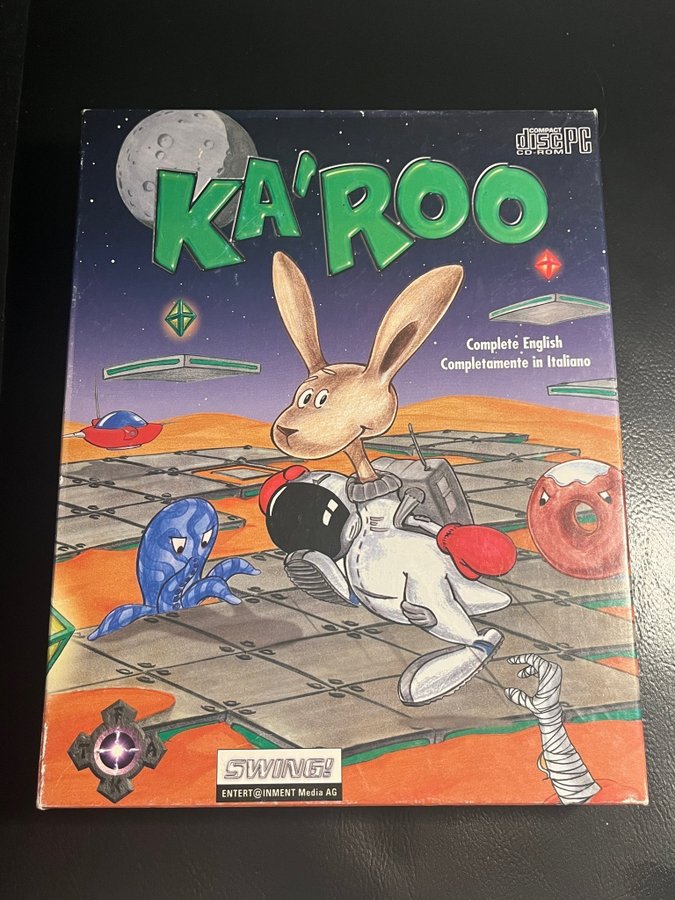 COMPACT
disc PC
CD-ROM
KA'ROO
Complete English
Completamente in Italiano
SWING!
ENTERT@INMENT Media AG